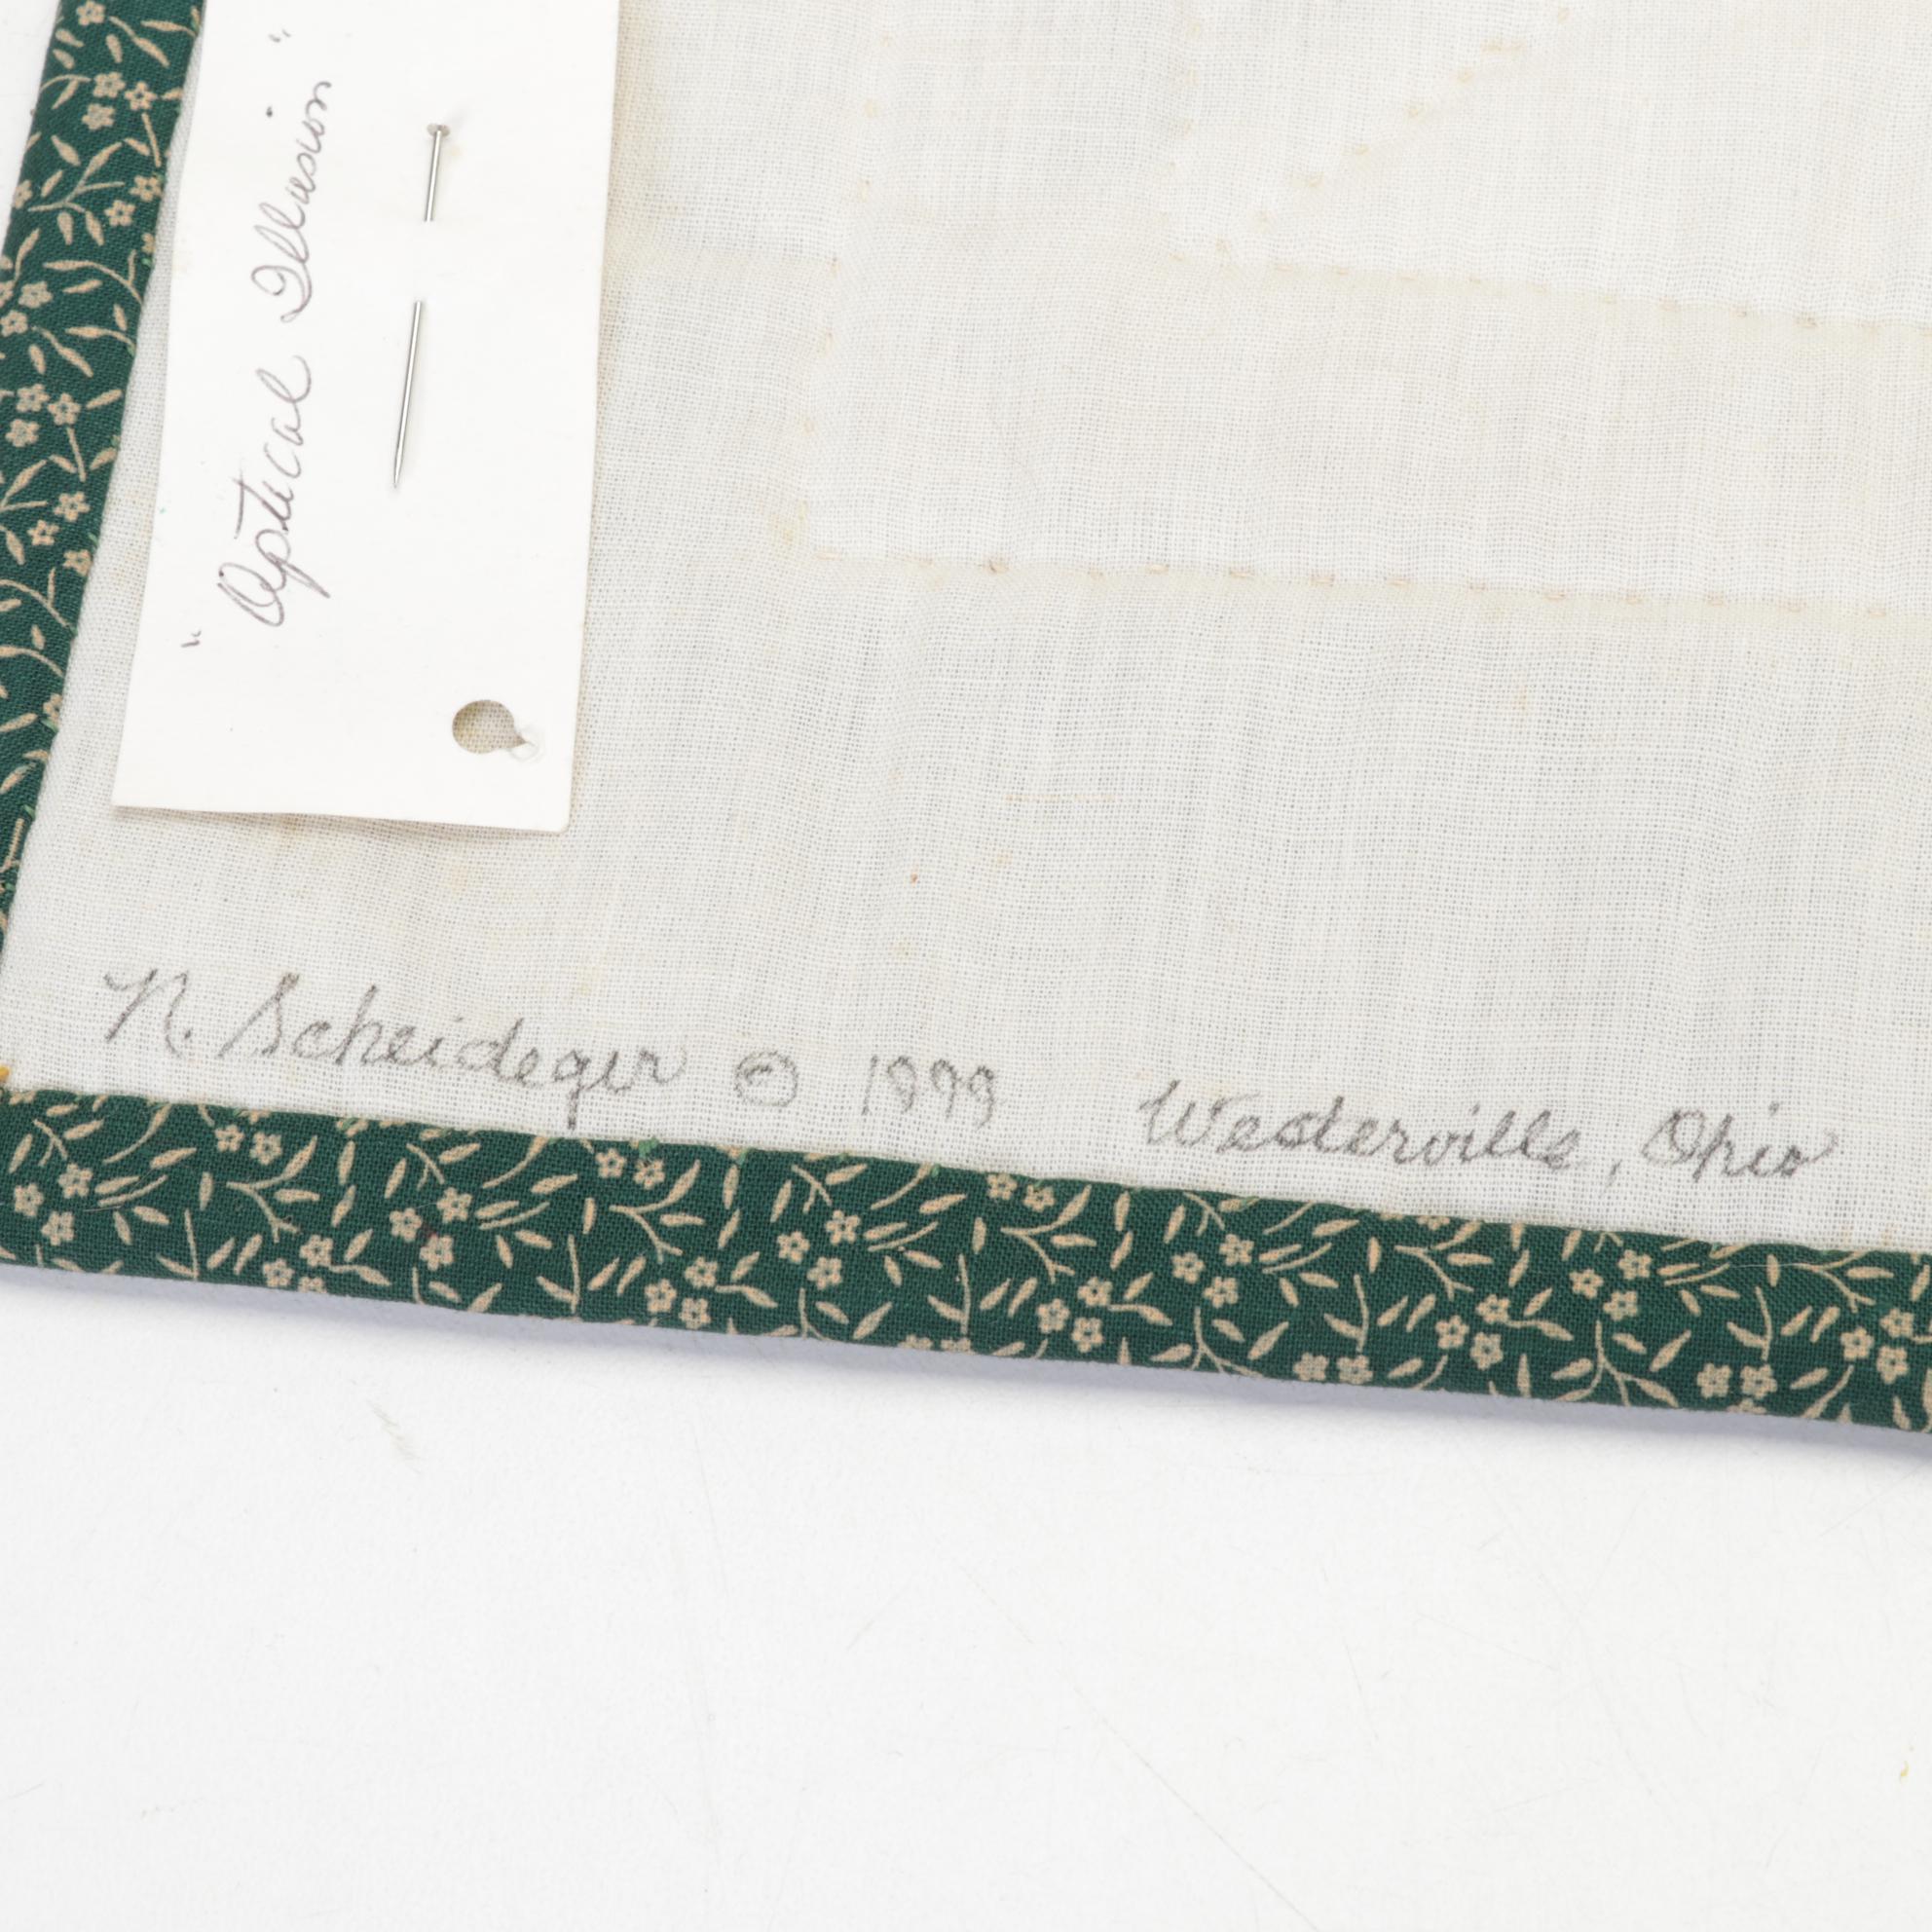 "Optical Illusion"
N. Scheideger © 1999 Westerville, Ohio